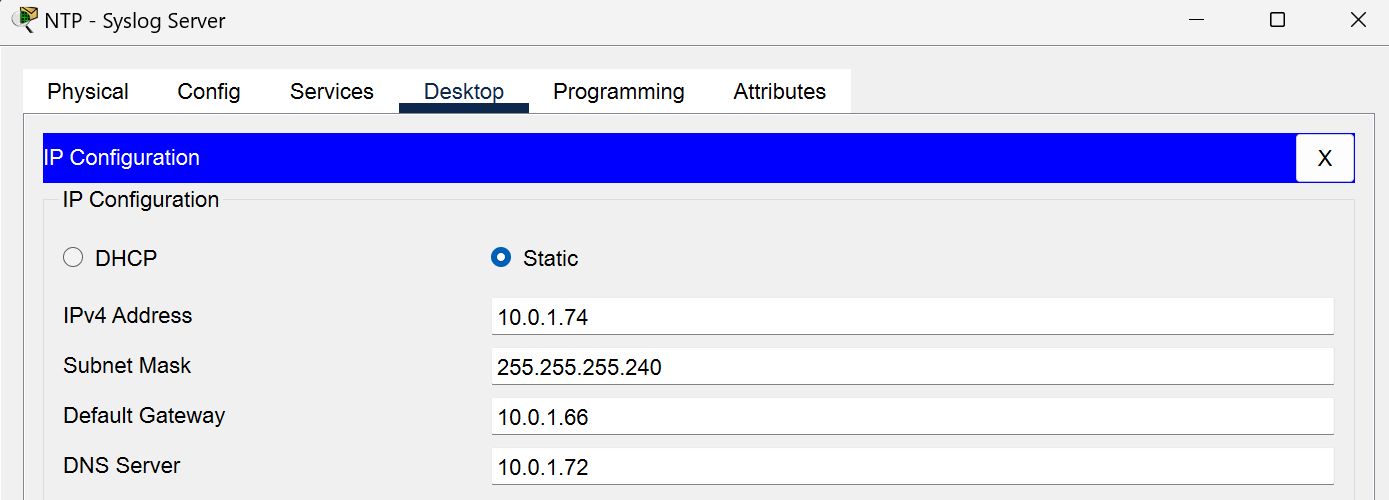 NTP - Syslog Server
Physical Config Services Desktop Programming Attributes
IP Configuration X
IP Configuration
DHCP Static
IPv4 Address 10.0.1.74
Subnet Mask 255.255.255.240
Default Gateway 10.0.1.66
DNS Server 10.0.1.72